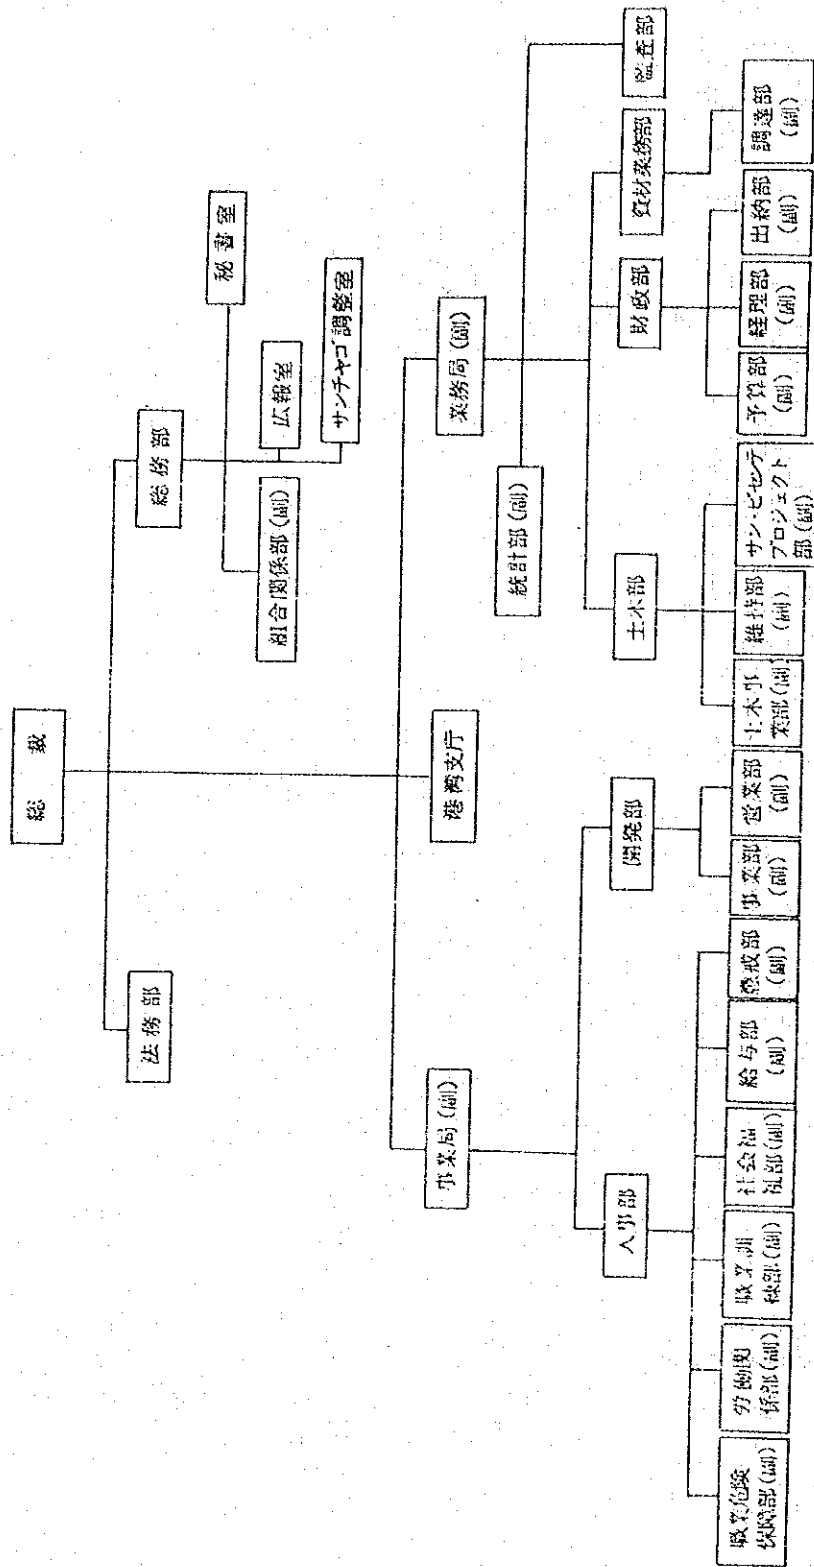 総裁
法務部
総務部
秘書室
組合関係部(副)
広報室
サンチャゴ調整室
事業局(副)
港湾支庁
業務局(副)
統計部(副)
監査部
人事部
開発部
土木部
財政部
資材業務部
職業危険
保障部(副)
労働関
係部(副)
職業訓
練部(副)
社会福
祉部(副)
給与部
(副)
懲戒部
(副)
事業部
(副)
営業部
(副)
土木事
業部(副)
維持部
(副)
サン・ビセンテ
プロジェクト
部(副)
予算部
(副)
経理部
(副)
出納部
(副)
調達部
(副)